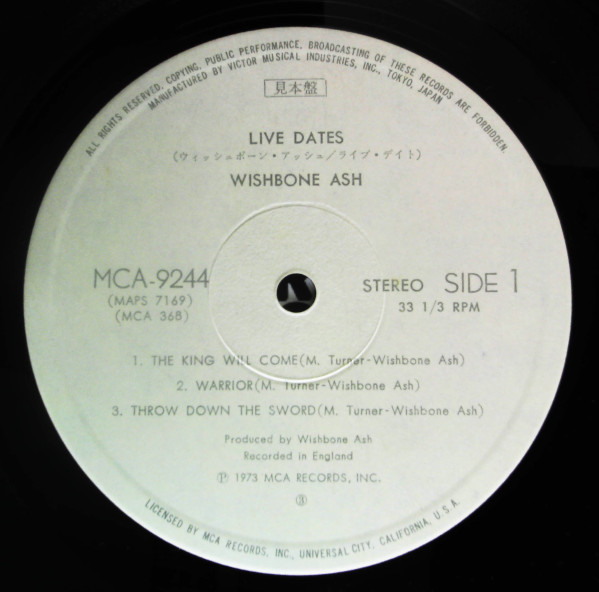 ALL RIGHTS RESERVED, COPYING, PUBLIC PERFORMANCE, BROADCASTING OF THESE RECORDS ARE FORBIDDEN.
MANUFACTURED BY VICTOR MUSICAL INDUSTRIES, INC., TOKYO, JAPAN
見本盤
LIVE DATES
(ウィッシュボーン・アッシュ/ライブ・デイト)
WISHBONE ASH
MCA-9244
(MAPS 7169)
(MCA 368)
STEREO SIDE 1
33 1/3 RPM
1. THE KING WILL COME(M. Turner-Wishbone Ash)
2. WARRIOR(M. Turner-Wishbone Ash)
3. THROW DOWN THE SWORD(M. Turner-Wishbone Ash)
Produced by Wishbone Ash
Recorded in England
Ⓟ 1973 MCA RECORDS, INC.
③
LICENSED BY MCA RECORDS, INC., UNIVERSAL CITY, CALIFORNIA, U.S.A.